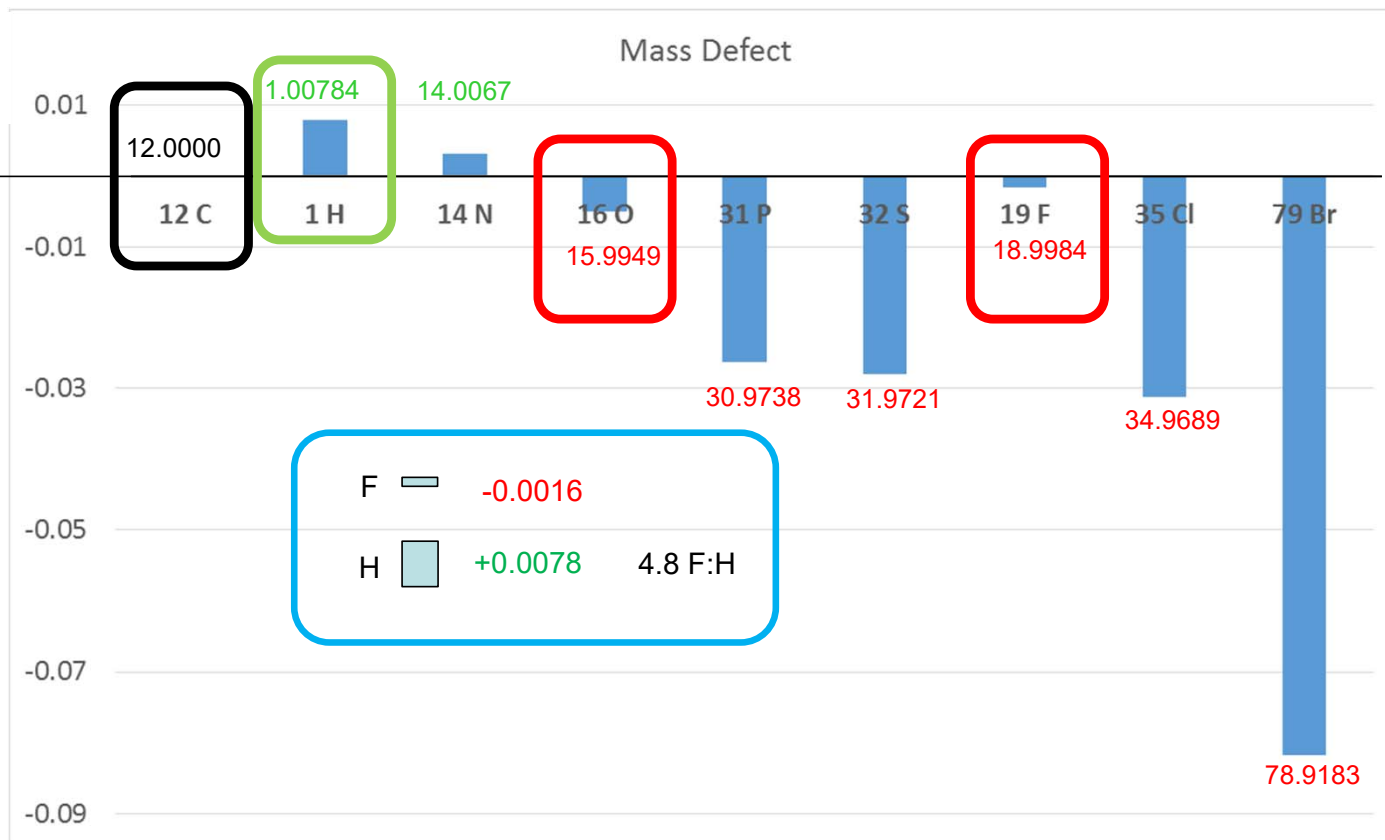 Mass Defect
0.01
-0.01
-0.03
-0.05
-0.07
-0.09
12.0000
1.00784
14.0067
12 C
1 H
14 N
16 O
31 P
32 S
19 F
35 Cl
79 Br
15.9949
18.9984
30.9738
31.9721
34.9689
78.9183
F -0.0016
H +0.0078 4.8 F:H